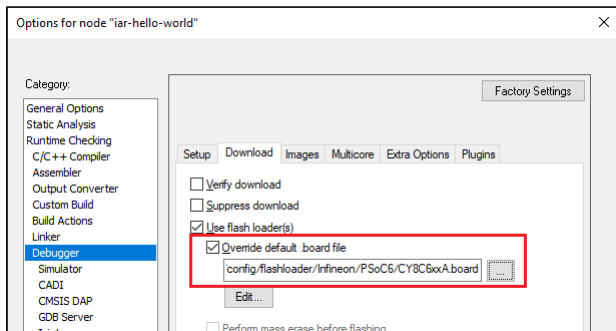 Options for node "iar-hello-world"
Category:
Factory Settings
General Options
Static Analysis
Runtime Checking
C/C++ Compiler
Assembler
Output Converter
Custom Build
Build Actions
Linker
Debugger
Simulator
CADI
CMSIS DAP
GDB Server
Setup Download Images Multicore Extra Options Plugins
Verify download
Suppress download
Use flash loader(s)
Override default .board file
config/flashloader/Infineon/PSoC6/CY8C6xxA.board ...
Edit...
Perform mass erase before flashing